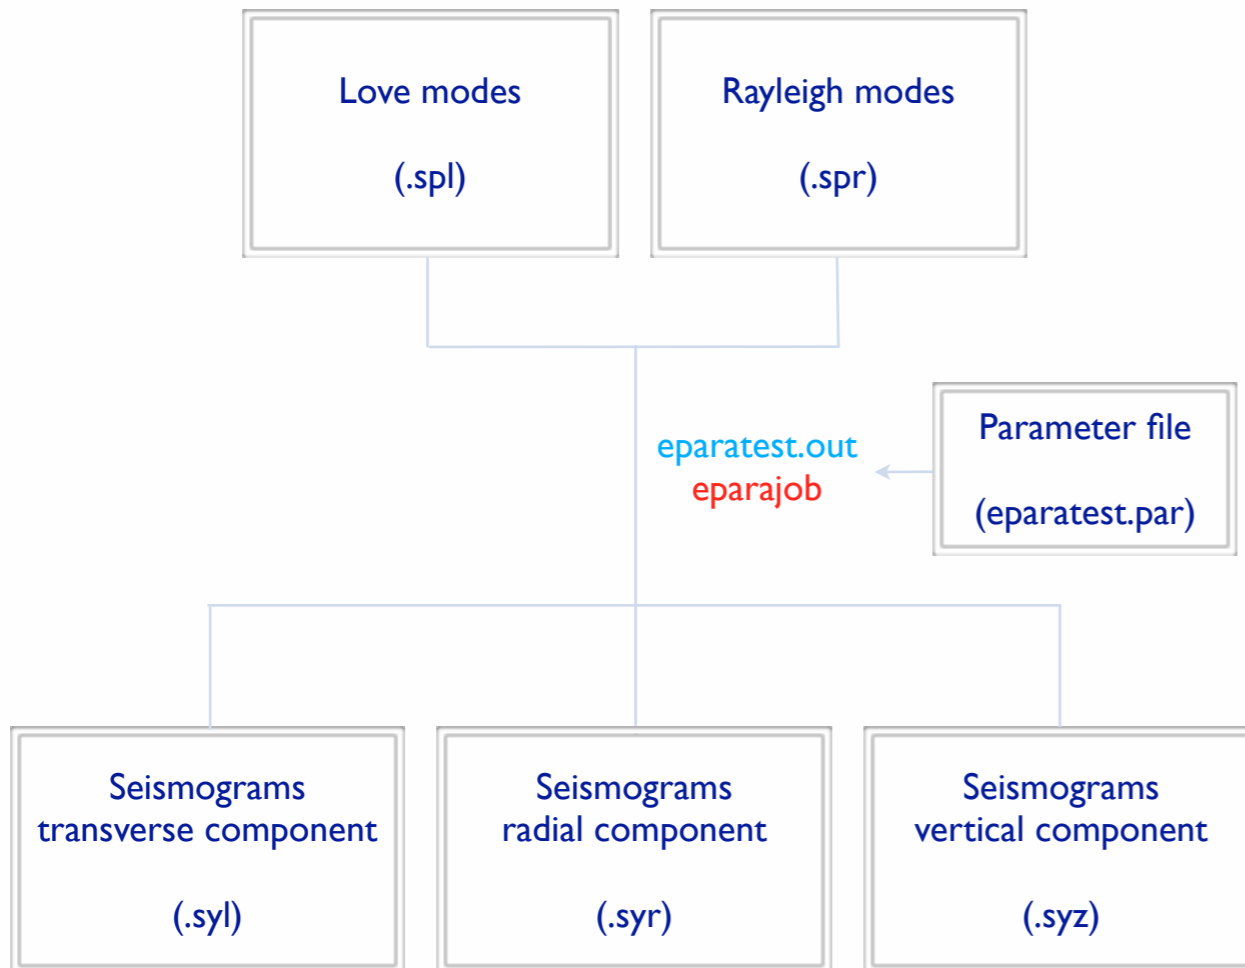 Love modes
(.spl)
Rayleigh modes
(.spr)
eparatest.out
eparajob
Parameter file
(eparatest.par)
Seismograms
transverse component
(.syl)
Seismograms
radial component
(.syr)
Seismograms
vertical component
(.syz)